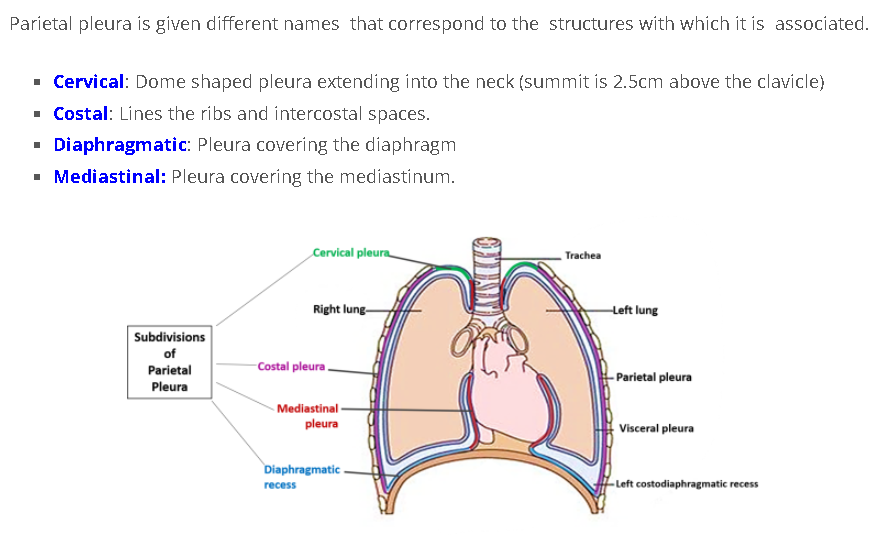 Parietal pleura is given different names that correspond to the structures with which it is associated.
▪ Cervical: Dome shaped pleura extending into the neck (summit is 2.5cm above the clavicle)
▪ Costal: Lines the ribs and intercostal spaces.
▪ Diaphragmatic: Pleura covering the diaphragm
▪ Mediastinal: Pleura covering the mediastinum.
Cervical pleura
Trachea
Right lung
Left lung
Subdivisions
of
Parietal
Pleura
Costal pleura
Parietal pleura
Mediastinal
pleura
Visceral pleura
Diaphragmatic
recess
Left costodiaphragmatic recess